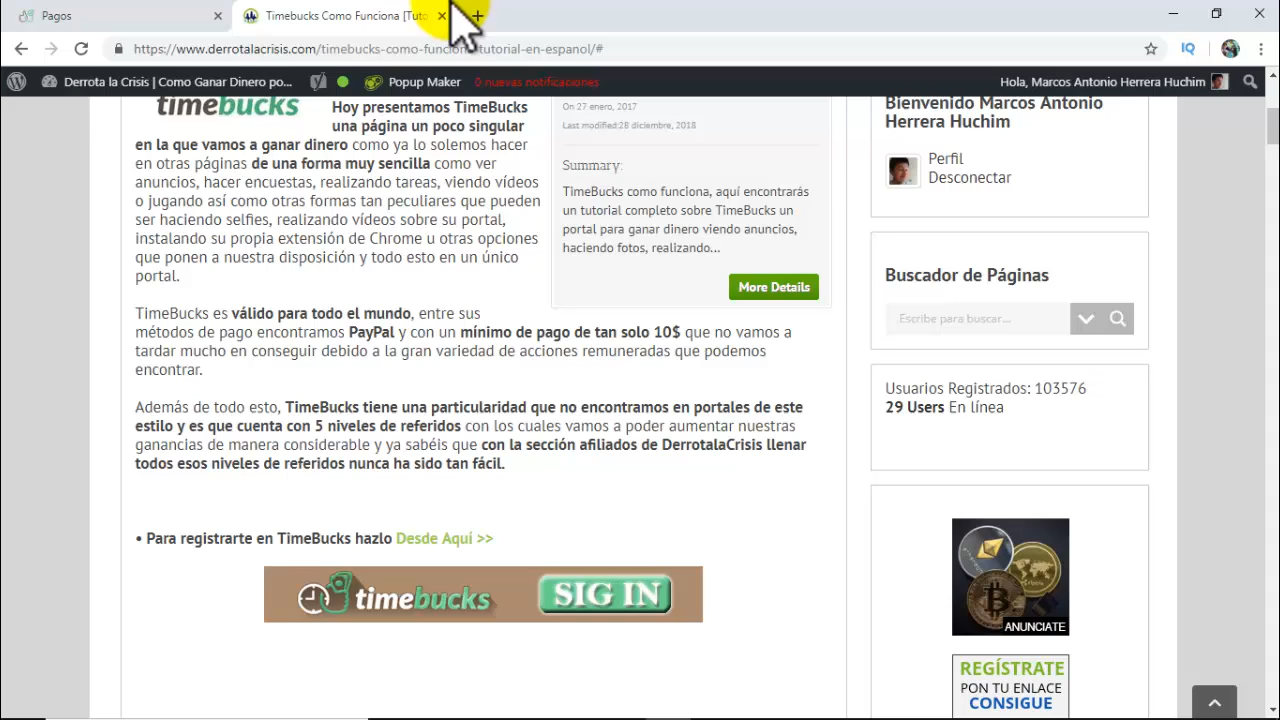 Pagos
Timebucks Como Funciona [Tuto
https://www.derrotalacrisis.com/timebucks-como-funciona-tutorial-en-espanol/#
IQ
Derrota la Crisis | Como Ganar Dinero po...
Popup Maker
0 nuevas notificaciones
Hola, Marcos Antonio Herrera Huchim
timebucks
Hoy presentamos TimeBucks
una página un poco singular
en la que vamos a ganar dinero como ya lo solemos hacer
en otras páginas de una forma muy sencilla como ver
anuncios, hacer encuestas, realizando tareas, viendo vídeos
o jugando así como otras formas tan peculiares que pueden
ser haciendo selfies, realizando vídeos sobre su portal,
instalando su propia extensión de Chrome u otras opciones
que ponen a nuestra disposición y todo esto en un único
portal.
On 27 enero, 2017
Last modified:28 diciembre, 2018
Summary:
TimeBucks como funciona, aquí encontrarás
un tutorial completo sobre TimeBucks un
portal para ganar dinero viendo anuncios,
haciendo fotos, realizando...
More Details
TimeBucks es válido para todo el mundo, entre sus
métodos de pago encontramos PayPal y con un mínimo de pago de tan solo 10$ que no vamos a
tardar mucho en conseguir debido a la gran variedad de acciones remuneradas que podemos
encontrar.
Además de todo esto, TimeBucks tiene una particularidad que no encontramos en portales de este
estilo y es que cuenta con 5 niveles de referidos con los cuales vamos a poder aumentar nuestras
ganancias de manera considerable y ya sabéis que con la sección afiliados de DerrotalaCrisis llenar
todos esos niveles de referidos nunca ha sido tan fácil.
• Para registrarte en TimeBucks hazlo Desde Aquí >>
timebucks
SIG IN
Bienvenido Marcos Antonio
Herrera Huchim
Perfil
Desconectar
Buscador de Páginas
Escribe para buscar...
Usuarios Registrados: 103576
29 Users En línea
ANUNCIATE
REGÍSTRATE
PON TU ENLACE
CONSIGUE